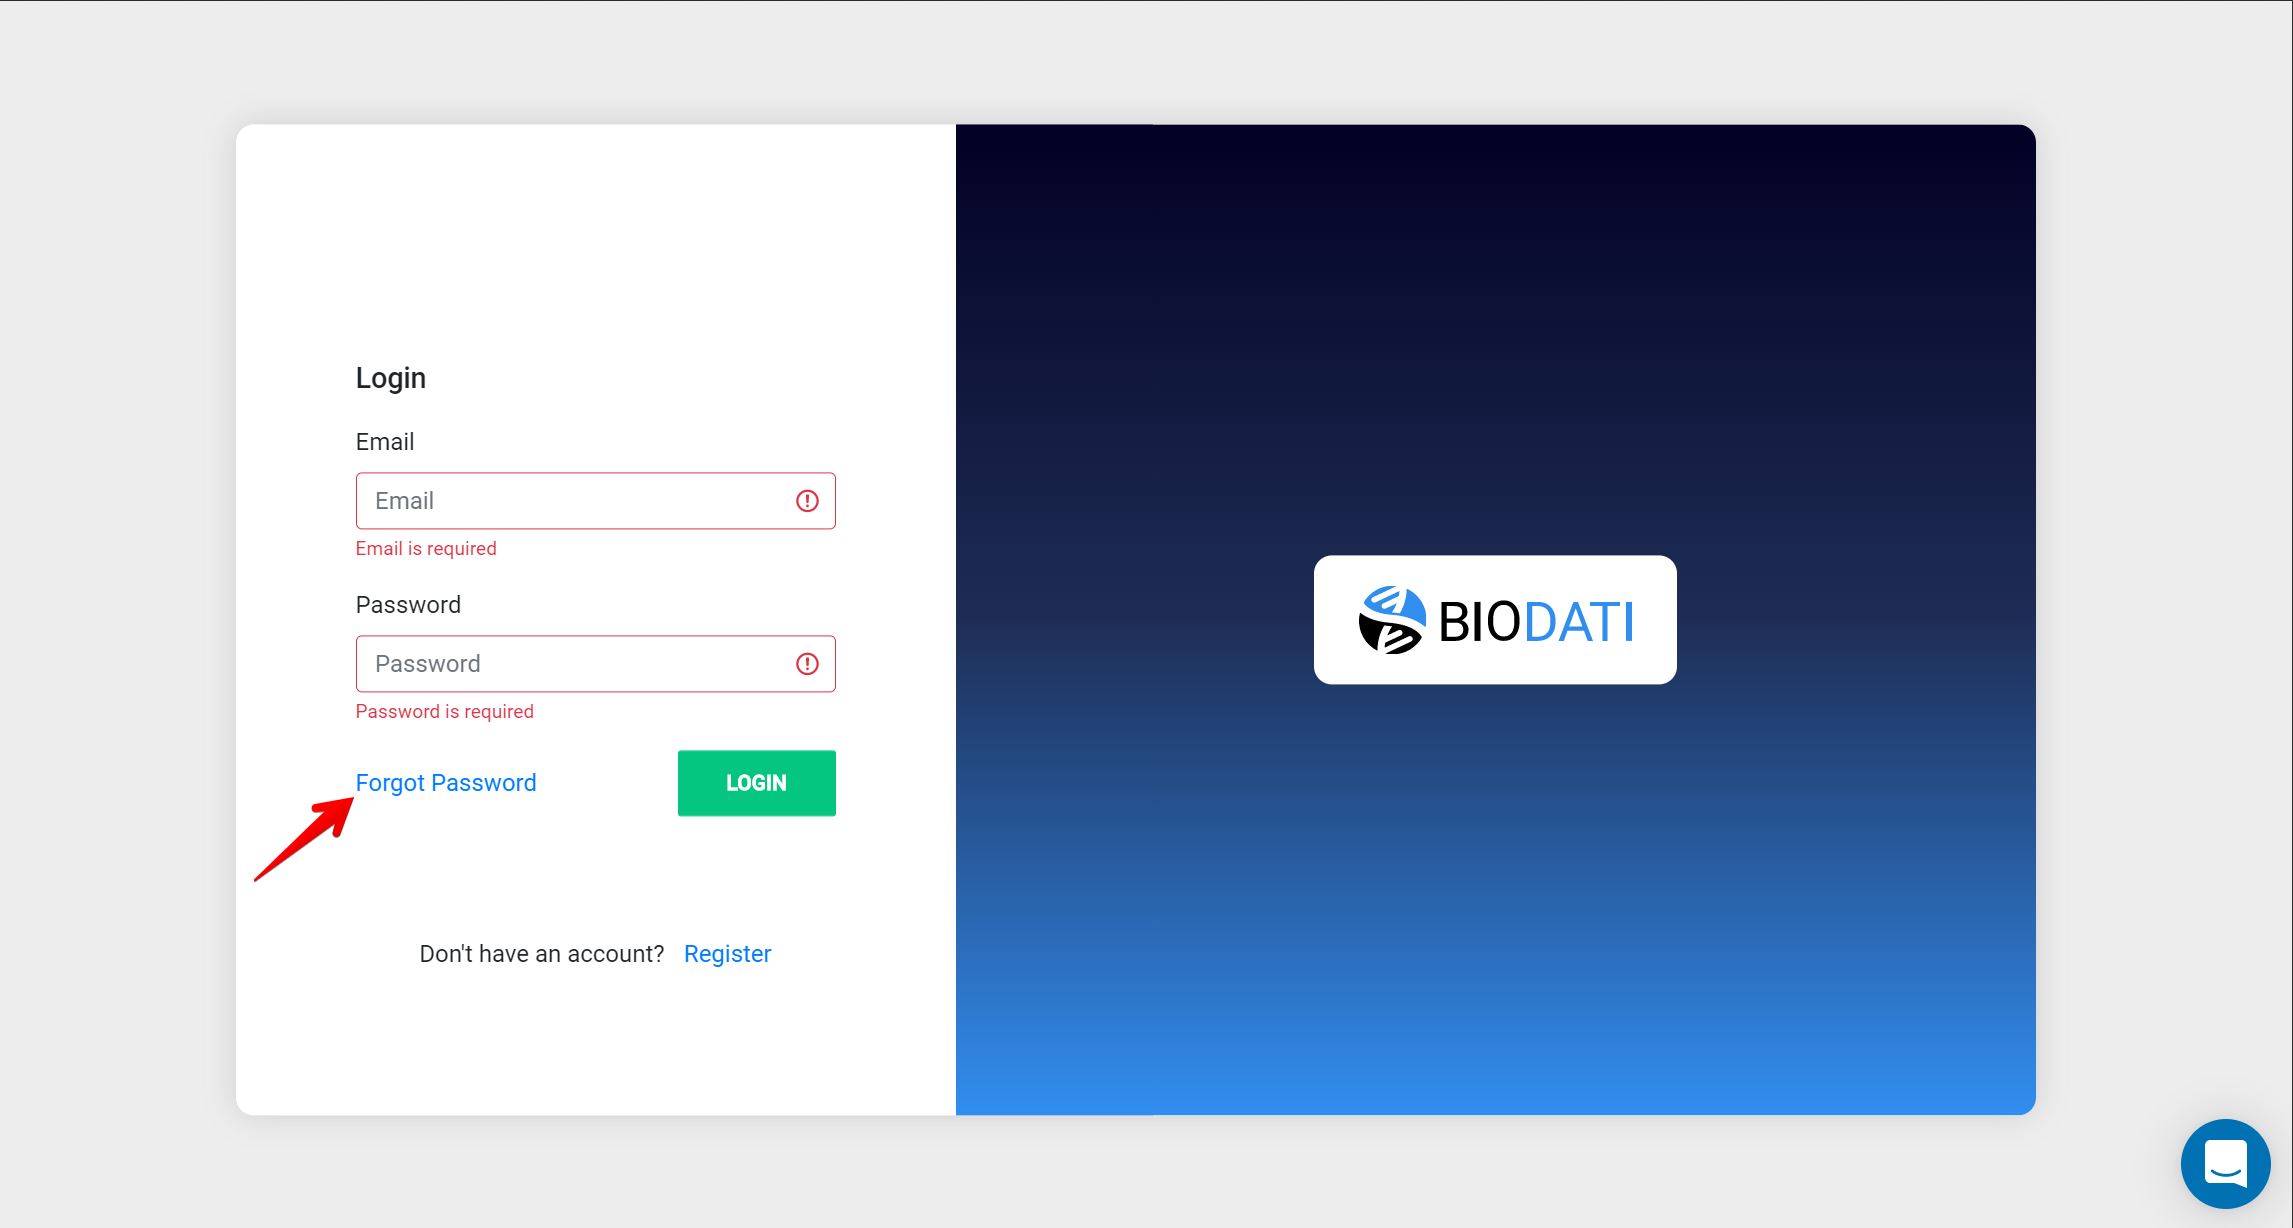 Login
Email
Email
Email is required
Password
Password
Password is required
Forgot Password
LOGIN
Don't have an account? Register
BIODATI